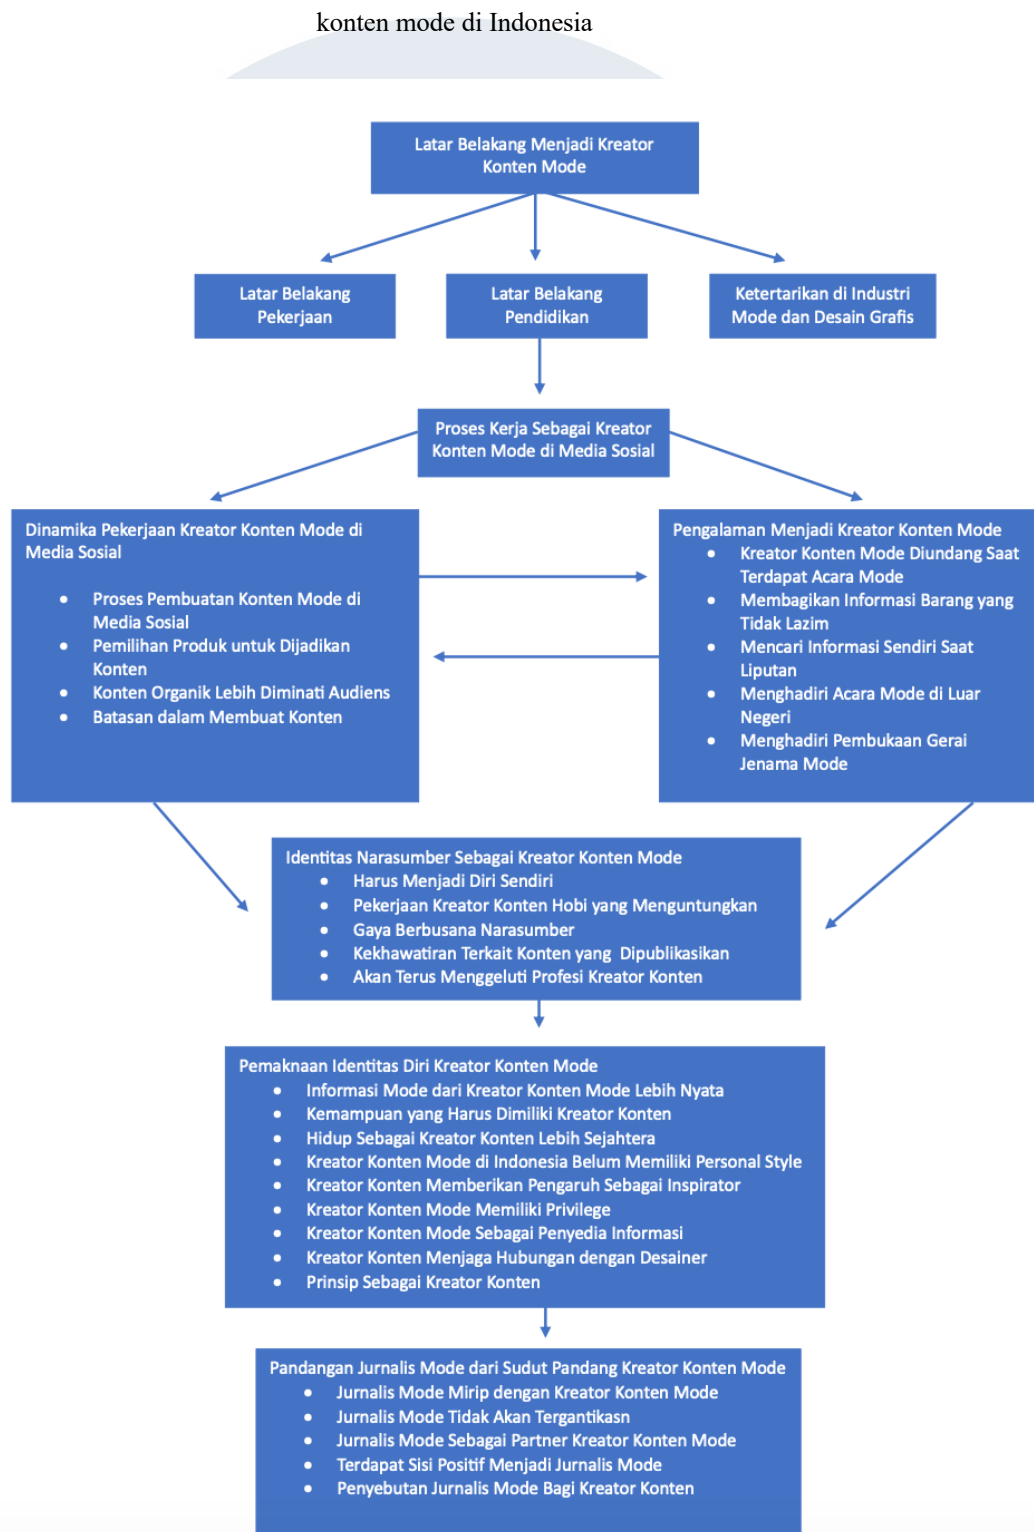 konten mode di Indonesia
Latar Belakang Menjadi Kreator
Konten Mode
Latar Belakang
Pekerjaan
Latar Belakang
Pendidikan
Ketertarikan di Industri
Mode dan Desain Grafis
Proses Kerja Sebagai Kreator
Konten Mode di Media Sosial
Dinamika Pekerjaan Kreator Konten Mode di
Media Sosial
• Proses Pembuatan Konten Mode di
Media Sosial
• Pemilihan Produk untuk Dijadikan
Konten
• Konten Organik Lebih Diminati Audiens
• Batasan dalam Membuat Konten
Pengalaman Menjadi Kreator Konten Mode
• Kreator Konten Mode Diundang Saat
Terdapat Acara Mode
• Membagikan Informasi Barang yang
Tidak Lazim
• Mencari Informasi Sendiri Saat
Liputan
• Menghadiri Acara Mode di Luar
Negeri
• Menghadiri Pembukaan Gerai
Jenama Mode
Identitas Narasumber Sebagai Kreator Konten Mode
• Harus Menjadi Diri Sendiri
• Pekerjaan Kreator Konten Hobi yang Menguntungkan
• Gaya Berbusana Narasumber
• Kekhawatiran Terkait Konten yang Dipublikasikan
• Akan Terus Menggeluti Profesi Kreator Konten
Pemaknaan Identitas Diri Kreator Konten Mode
• Informasi Mode dari Kreator Konten Mode Lebih Nyata
• Kemampuan yang Harus Dimiliki Kreator Konten
• Hidup Sebagai Kreator Konten Lebih Sejahtera
• Kreator Konten Mode di Indonesia Belum Memiliki Personal Style
• Kreator Konten Memberikan Pengaruh Sebagai Inspirator
• Kreator Konten Mode Memiliki Privilege
• Kreator Konten Mode Sebagai Penyedia Informasi
• Kreator Konten Menjaga Hubungan dengan Desainer
• Prinsip Sebagai Kreator Konten
Pandangan Jurnalis Mode dari Sudut Pandang Kreator Konten Mode
• Jurnalis Mode Mirip dengan Kreator Konten Mode
• Jurnalis Mode Tidak Akan Tergantikasn
• Jurnalis Mode Sebagai Partner Kreator Konten Mode
• Terdapat Sisi Positif Menjadi Jurnalis Mode
• Penyebutan Jurnalis Mode Bagi Kreator Konten